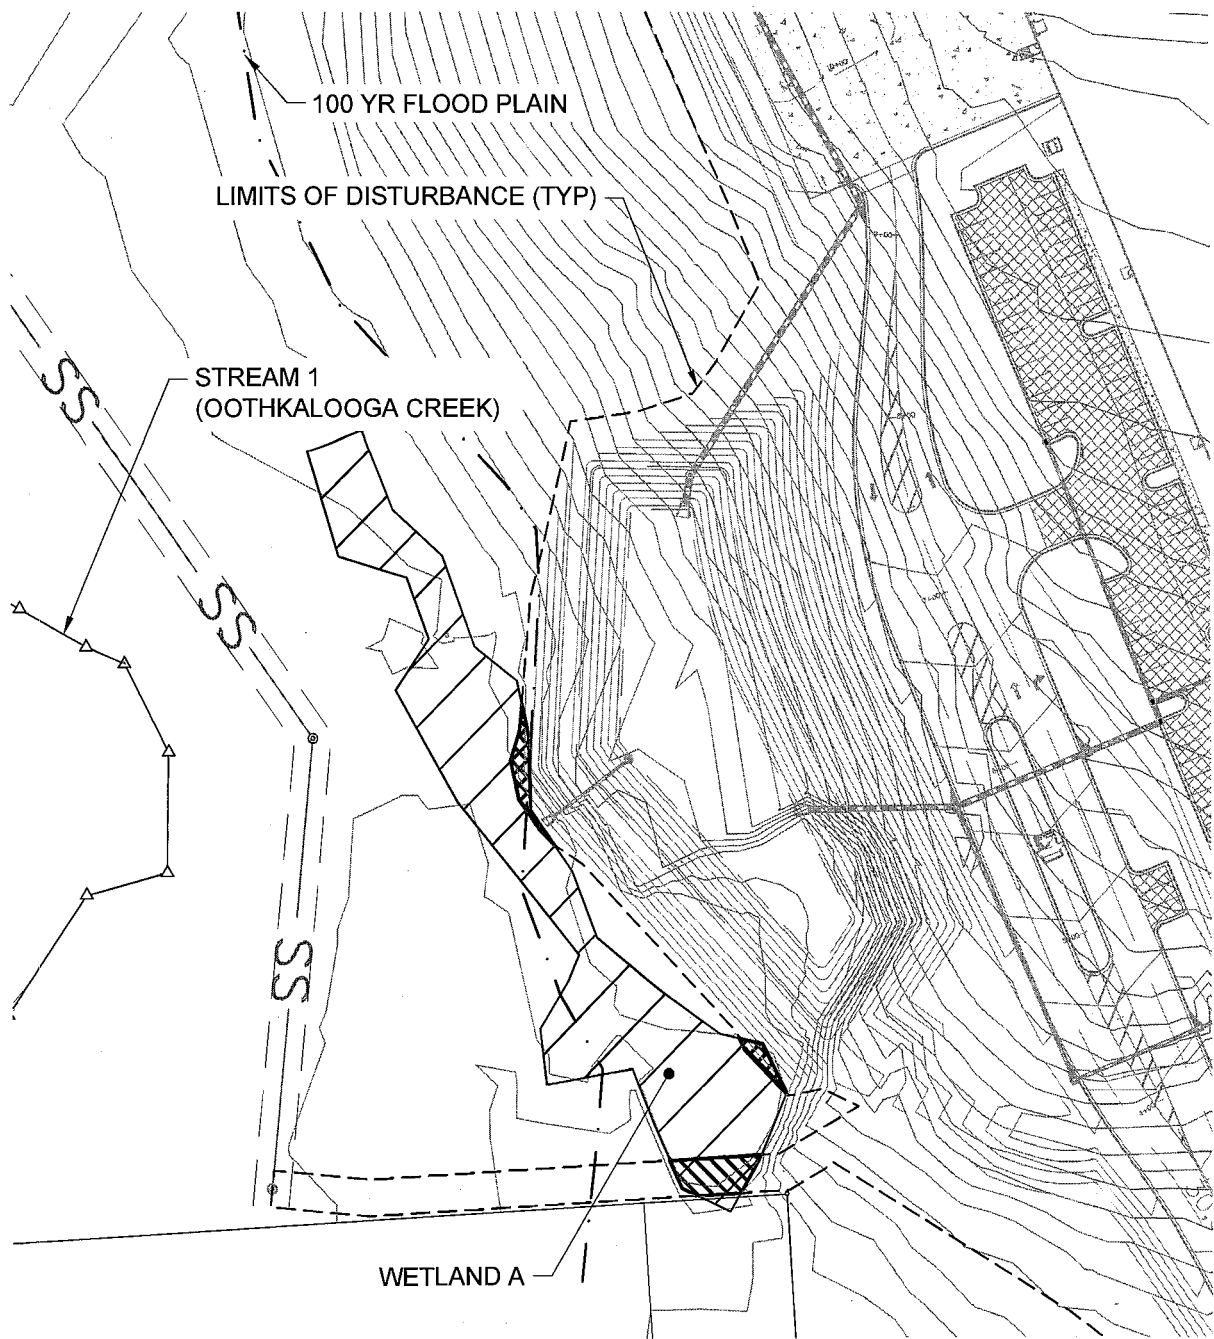 100 YR FLOOD PLAIN
LIMITS OF DISTURBANCE (TYP)
STREAM 1
(OOTHKALOOGA CREEK)
SS
SS
SS
WETLAND A